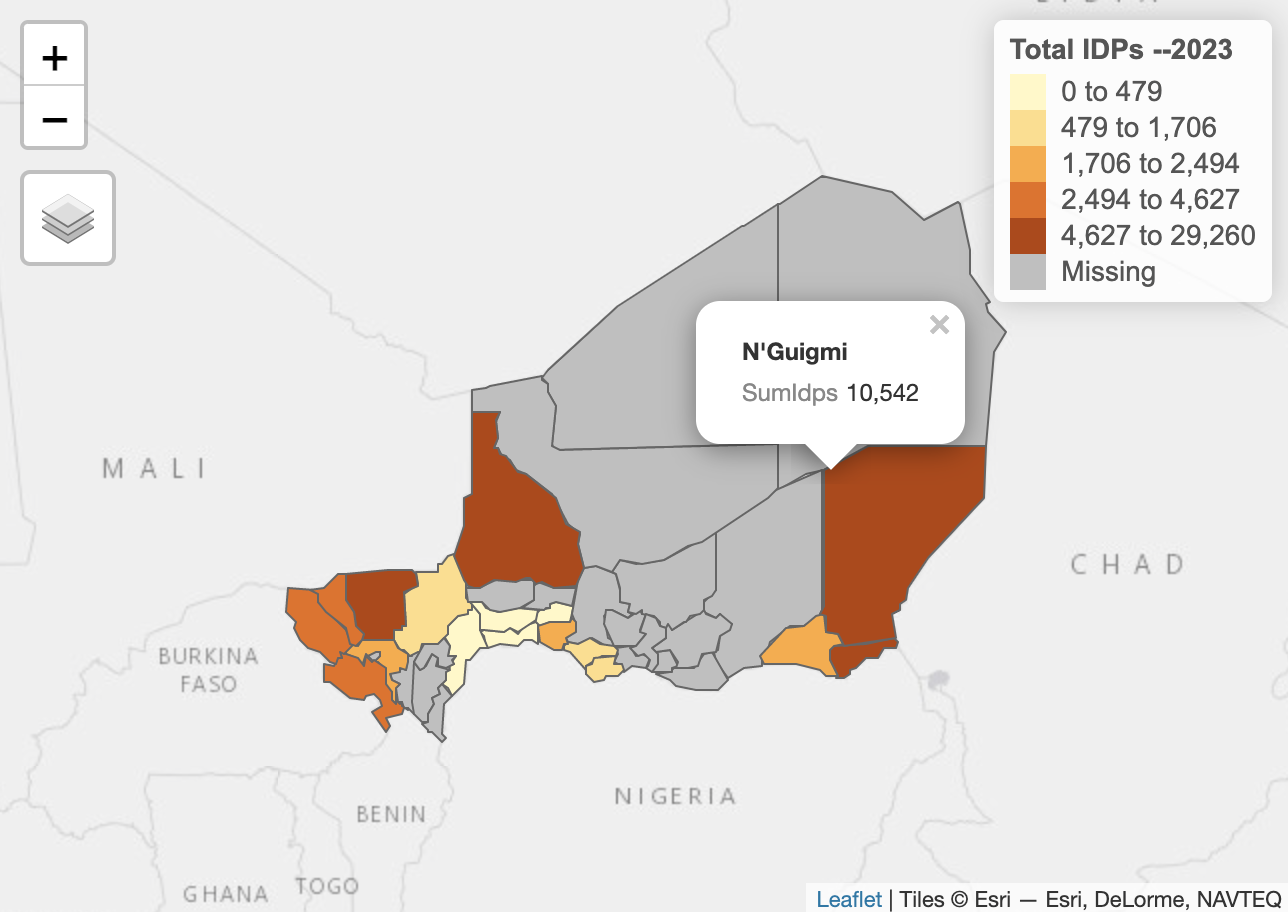 +
−
Total IDPs --2023
0 to 479
479 to 1,706
1,706 to 2,494
2,494 to 4,627
4,627 to 29,260
Missing
×
N'Guigmi
SumIdps 10,542
MALI
CHAD
BURKINA
FASO
NIGERIA
BENIN
GHANA
TOGO
Leaflet | Tiles © Esri — Esri, DeLorme, NAVTEQ